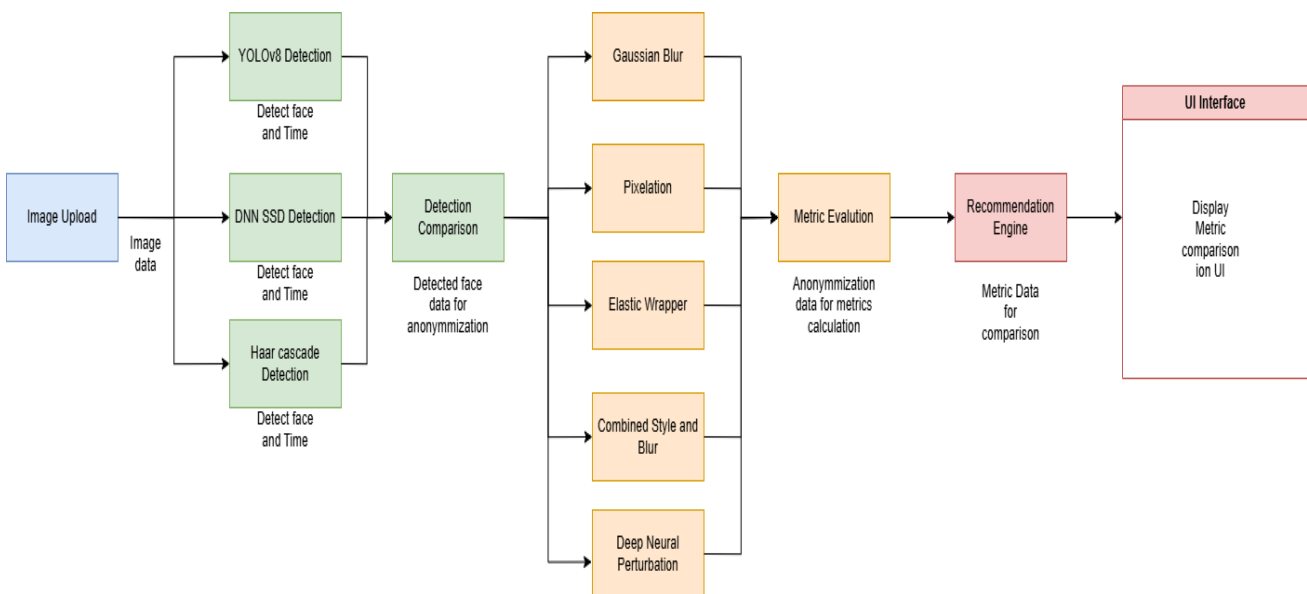 Image Upload
Image
data
YOLOv8 Detection
Detect face
and Time
DNN SSD Detection
Detect face
and Time
Haar cascade
Detection
Detect face
and Time
Detection
Comparison
Detected face
data for
anonymmization
Gaussian Blur
Pixelation
Elastic Wrapper
Combined Style and
Blur
Deep Neural
Perturbation
Metric Evalution
Anonymmization
data for metrics
calculation
Recommendation
Engine
Metric Data
for
comparison
UI Interface
Display
Metric
comparison
ion UI